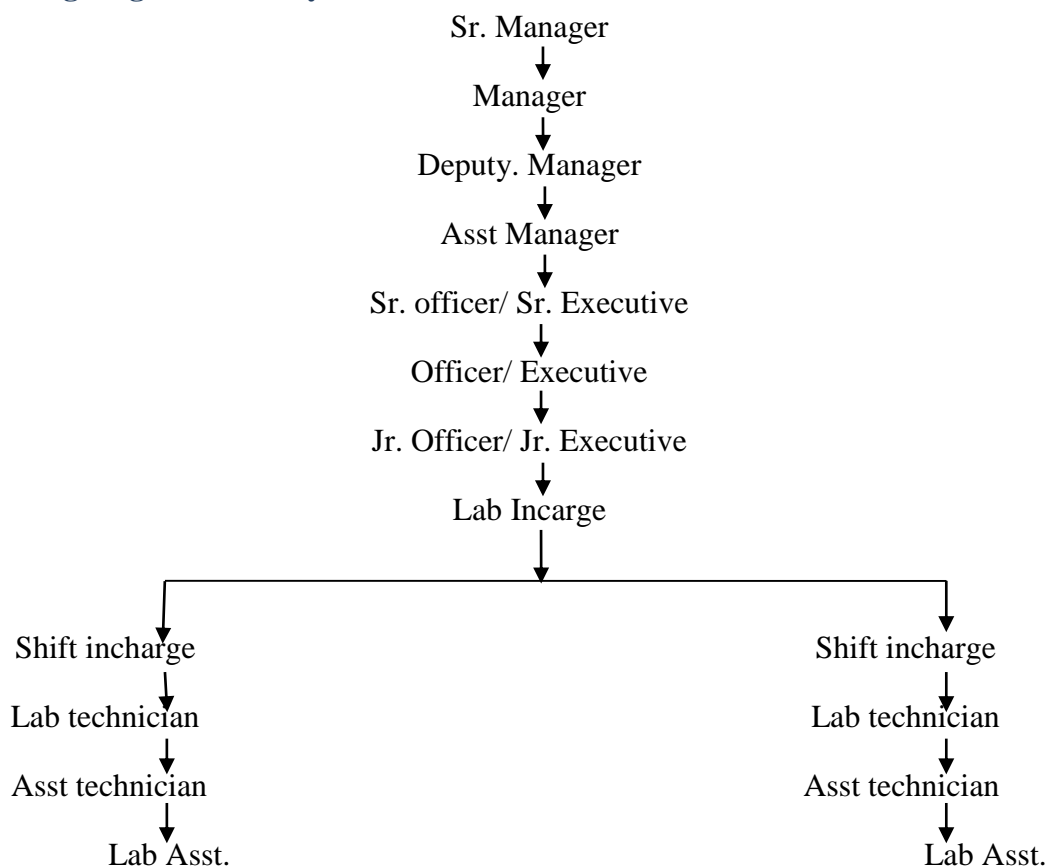 Sr. Manager
Manager
Deputy. Manager
Asst Manager
Sr. officer/ Sr. Executive
Officer/ Executive
Jr. Officer/ Jr. Executive
Lab Incarge
Shift incharge Shift incharge
Lab technician Lab technician
Asst technician Asst technician
Lab Asst. Lab Asst.